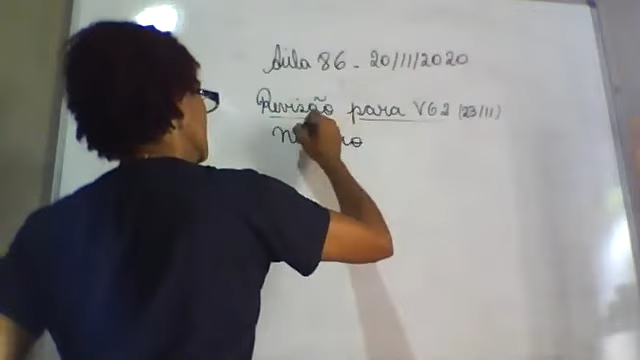 Aula 86 - 20/11/2020
Revisão para VG2 (23/11)